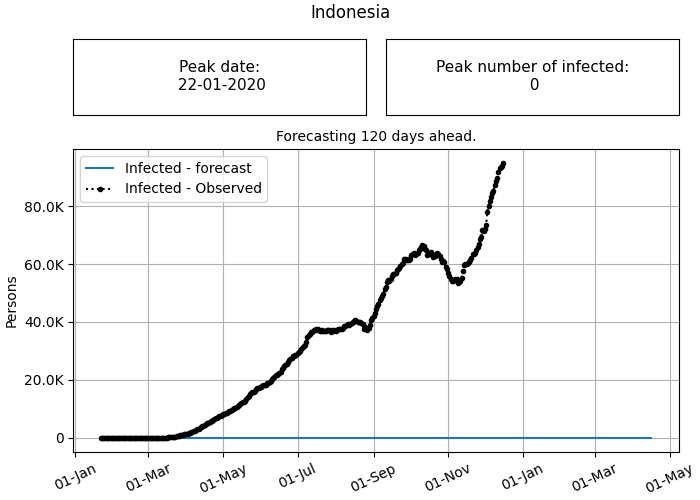 Indonesia
Peak date:
22-01-2020
Peak number of infected:
0
Forecasting 120 days ahead.
Infected - forecast
Infected - Observed
Persons
80.0K
60.0K
40.0K
20.0K
0
01-Jan
01-Mar
01-May
01-Jul
01-Sep
01-Nov
01-Jan
01-Mar
01-May